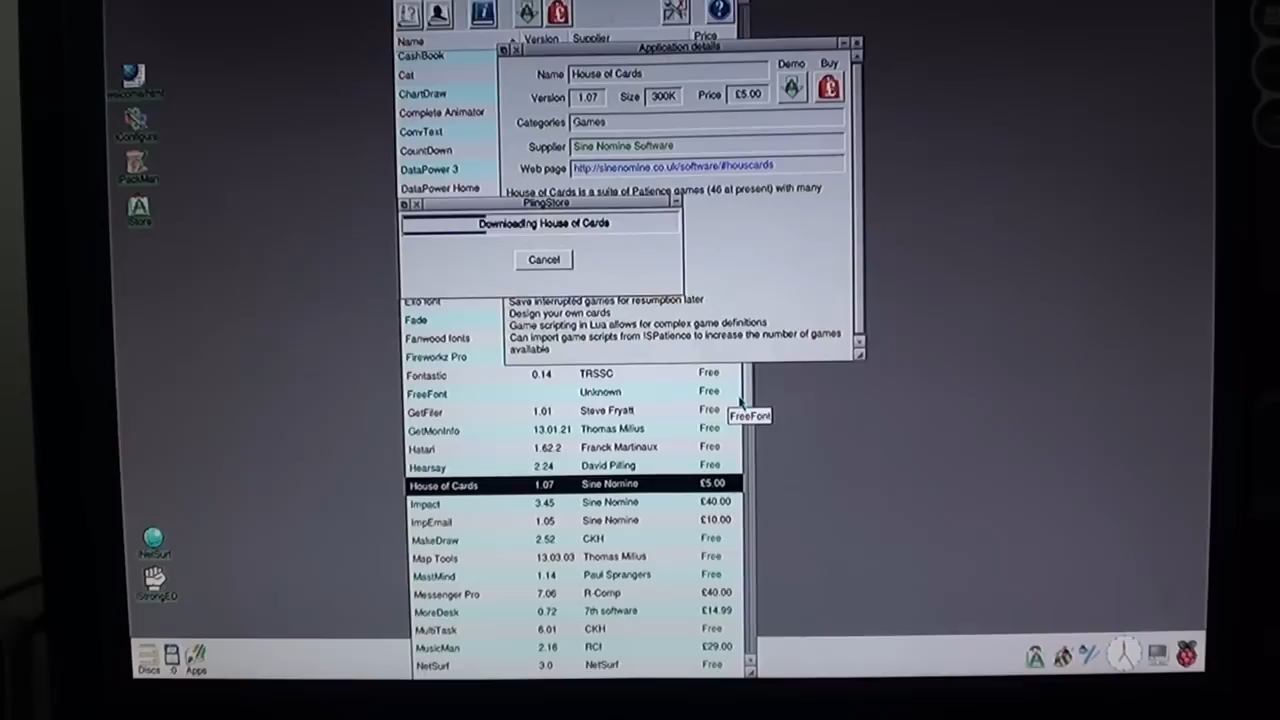 Name Version Supplier Price
CashBook
Cat
ChartDraw
Complete Animator
ConvText
CountDown
DataPower 3
DataPower Home
Application details
Name House of Cards
Demo Buy
Version 1.07 Size 300K Price £5.00
Categories Games
Supplier Sine Nomine Software
Web page http://sinenomine.co.uk/software/#houscards
House of Cards is a suite of Patience games (46 at present) with many
PlingStore
Downloading House of Cards
Cancel
Save interrupted games for resumption later
Design your own cards
Game scripting in Lua allows for complex game definitions
Can import game scripts from !SPatience to increase the number of games
available
Exo font
Fade
Fanwood fonts
Fireworkz Pro
Fontastic 0.14 TRSSC Free
FreeFont Unknown Free
FreeFont
GetFiler 1.01 Steve Fryatt Free
GetMonInfo 13.01.21 Thomas Milius Free
Hatari 1.62.2 Franck Martinaux Free
Hearsay 2.24 David Pilling Free
House of Cards 1.07 Sine Nomine £5.00
Impact 3.45 Sine Nomine £40.00
ImpEmail 1.05 Sine Nomine £10.00
MakeDraw 2.52 CKH Free
Map Tools 13.03.03 Thomas Milius Free
MastMind 1.14 Paul Sprangers Free
Messenger Pro 7.06 R-Comp £40.00
MoreDesk 0.72 7th software £14.99
MultiTask 6.01 CKH Free
MusicMan 2.16 RCI £29.00
NetSurf 3.0 NetSurf Free
!Configure
!PackMan
!Store
!NetSurf
!StrongED
Discs 0 Apps